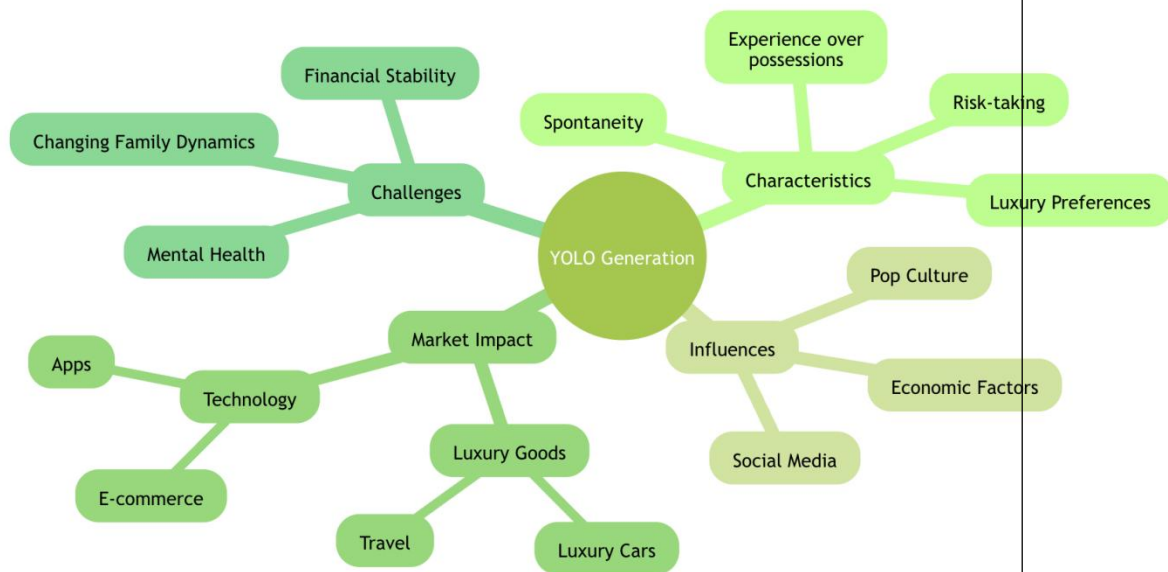 YOLO Generation
Challenges
Financial Stability
Changing Family Dynamics
Mental Health
Characteristics
Experience over
possessions
Spontaneity
Risk-taking
Luxury Preferences
Market Impact
Technology
Apps
E-commerce
Luxury Goods
Travel
Luxury Cars
Influences
Pop Culture
Economic Factors
Social Media